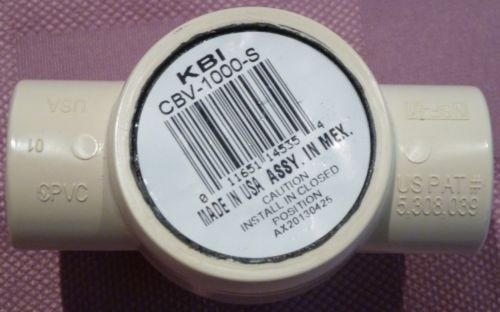 KBI
CBV-1000-S
0 11651 14535 4
MADE IN USA ASSY. IN MEX.
CAUTION
INSTALL IN CLOSED
POSITION
AX20130425
USA
01
CPVC
US PAT#
5.308.039